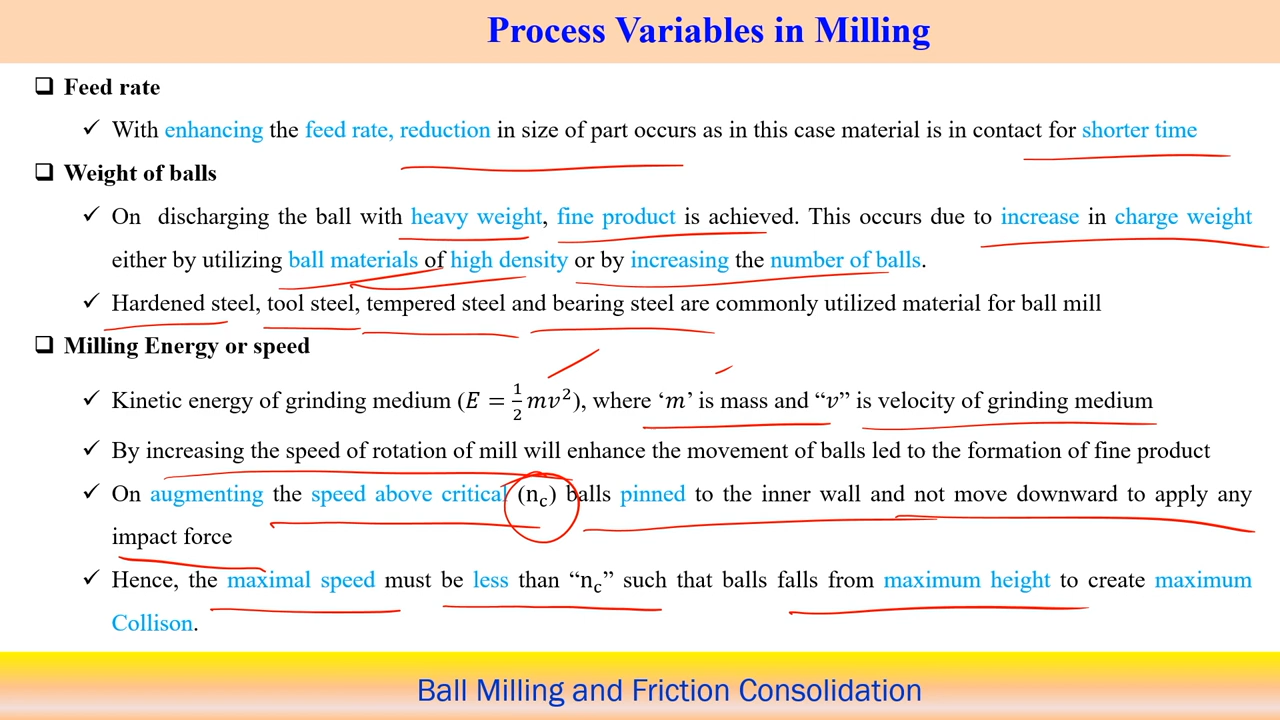 Process Variables in Milling
❑ Feed rate
✓ With enhancing the feed rate, reduction in size of part occurs as in this case material is in contact for shorter time
❑ Weight of balls
✓ On discharging the ball with heavy weight, fine product is achieved. This occurs due to increase in charge weight
either by utilizing ball materials of high density or by increasing the number of balls.
✓ Hardened steel, tool steel, tempered steel and bearing steel are commonly utilized material for ball mill
❑ Milling Energy or speed
✓ Kinetic energy of grinding medium (E = 1/2 mv²), where ‘m’ is mass and “v” is velocity of grinding medium
✓ By increasing the speed of rotation of mill will enhance the movement of balls led to the formation of fine product
✓ On augmenting the speed above critical (n_c) balls pinned to the inner wall and not move downward to apply any
impact force
✓ Hence, the maximal speed must be less than “n_c” such that balls falls from maximum height to create maximum
Collison.
Ball Milling and Friction Consolidation